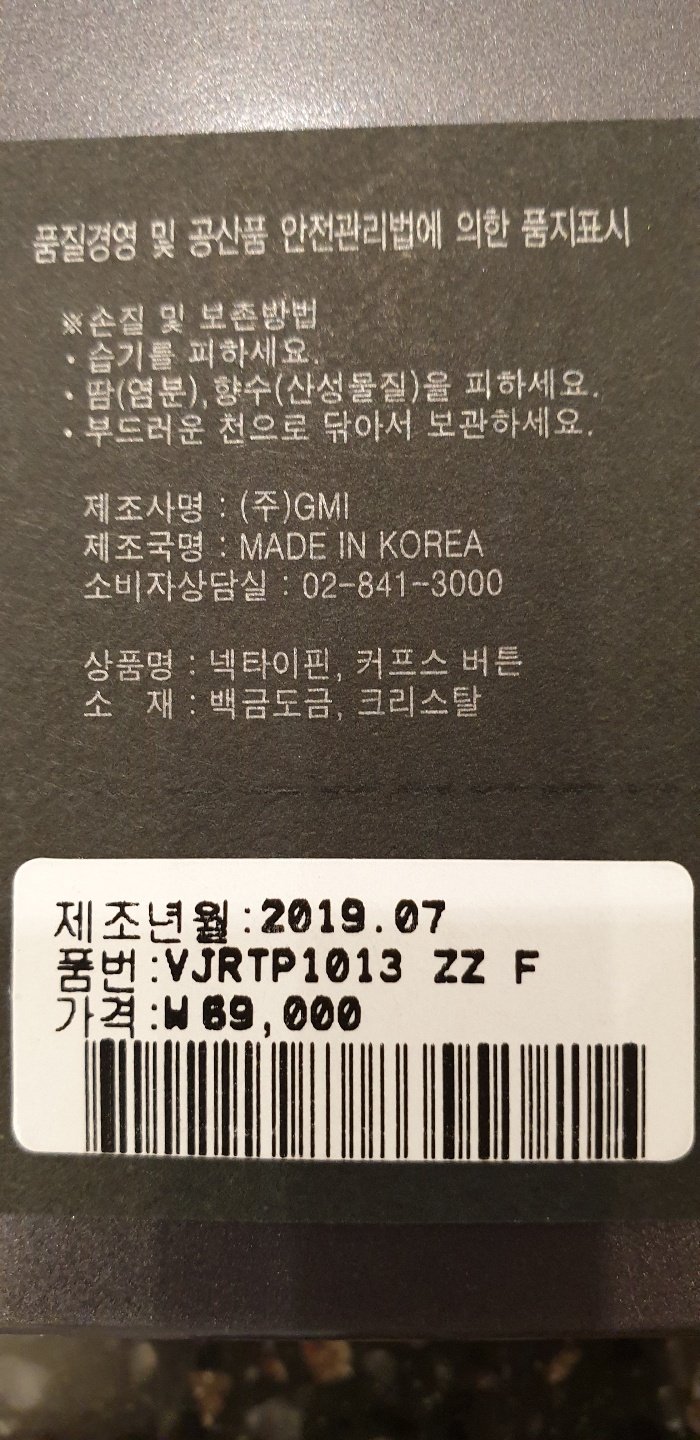 품질경영 및 공산품 안전관리법에 의한 품지표시
※손질 및 보존방법
· 습기를 피하세요.
· 땀(염분), 향수(산성물질)을 피하세요.
· 부드러운 천으로 닦아서 보관하세요.
제조사명 : (주)GMI
제조국명 : MADE IN KOREA
소비자상담실 : 02-841-3000
상품명 : 넥타이핀, 커프스 버튼
소 재 : 백금도금, 크리스탈
제조년월:2019.07
품번:VJRTP1013 ZZ F
가격:₩69,000